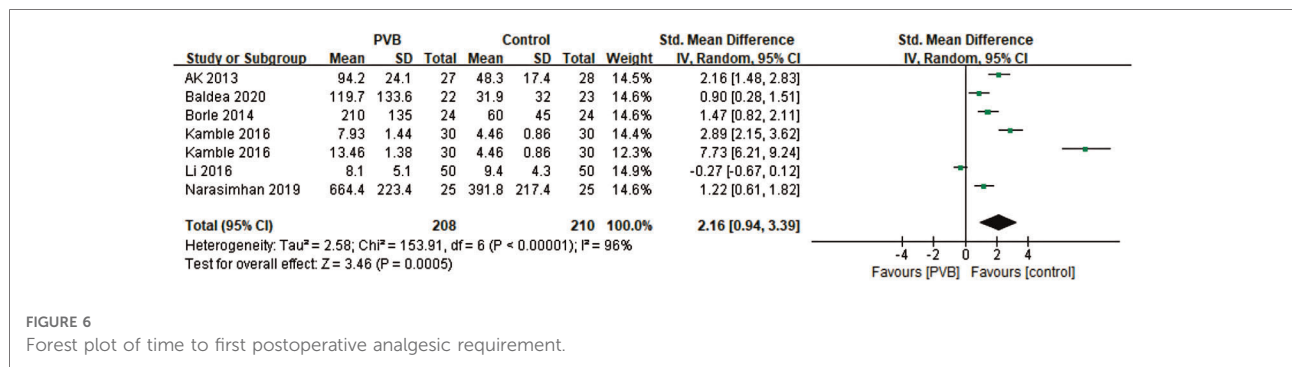 PVB Control Std. Mean Difference Std. Mean Difference
Study or Subgroup Mean SD Total Mean SD Total Weight IV, Random, 95% CI IV, Random, 95% CI
AK 2013 94.2 24.1 27 48.3 17.4 28 14.5% 2.16 [1.48, 2.83]
Baldea 2020 119.7 133.6 22 31.9 32 23 14.6% 0.90 [0.28, 1.51]
Borle 2014 210 135 24 60 45 24 14.6% 1.47 [0.82, 2.11]
Kamble 2016 7.93 1.44 30 4.46 0.86 30 14.4% 2.89 [2.15, 3.62]
Kamble 2016 13.46 1.38 30 4.46 0.86 30 12.3% 7.73 [6.21, 9.24]
Li 2016 8.1 5.1 50 9.4 4.3 50 14.9% -0.27 [-0.67, 0.12]
Narasimhan 2019 664.4 223.4 25 391.8 217.4 25 14.6% 1.22 [0.61, 1.82]
Total (95% CI) 208 210 100.0% 2.16 [0.94, 3.39]
Heterogeneity: Tau² = 2.58; Chi² = 153.91, df = 6 (P < 0.00001); I² = 96%
Test for overall effect: Z = 3.46 (P = 0.0005)
-4 -2 0 2 4
Favours [PVB] Favours [control]
FIGURE 6
Forest plot of time to first postoperative analgesic requirement.